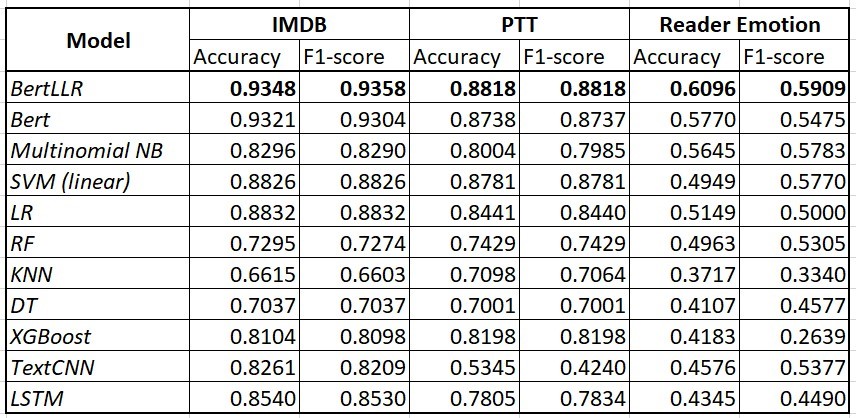 Model IMDB PTT Reader Emotion
Accuracy F1-score Accuracy F1-score Accuracy F1-score
BertLLR 0.9348 0.9358 0.8818 0.8818 0.6096 0.5909
Bert 0.9321 0.9304 0.8738 0.8737 0.5770 0.5475
Multinomial NB 0.8296 0.8290 0.8004 0.7985 0.5645 0.5783
SVM (linear) 0.8826 0.8826 0.8781 0.8781 0.4949 0.5770
LR 0.8832 0.8832 0.8441 0.8440 0.5149 0.5000
RF 0.7295 0.7274 0.7429 0.7429 0.4963 0.5305
KNN 0.6615 0.6603 0.7098 0.7064 0.3717 0.3340
DT 0.7037 0.7037 0.7001 0.7001 0.4107 0.4577
XGBoost 0.8104 0.8098 0.8198 0.8198 0.4183 0.2639
TextCNN 0.8261 0.8209 0.5345 0.4240 0.4576 0.5377
LSTM 0.8540 0.8530 0.7805 0.7834 0.4345 0.4490